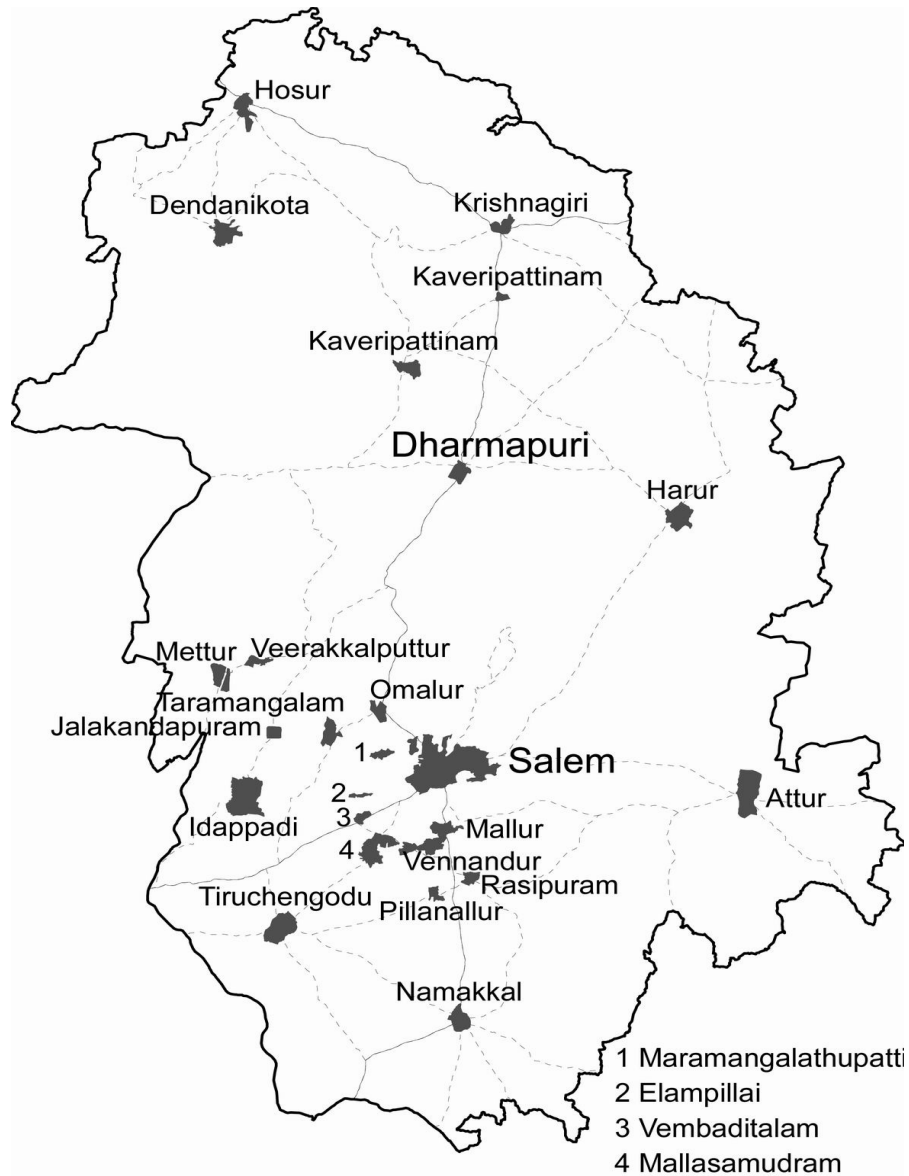 Hosur
Dendanikota
Krishnagiri
Kaveripattinam
Kaveripattinam
Dharmapuri
Harur
Veerakkalputtur
Mettur
Taramangalam
Omalur
Jalakandapuram
1
Salem
2
Attur
3
Idappadi
Mallur
4
Vennandur
Rasipuram
Tiruchengodu
Pillanallur
Namakkal
1 Maramangalathupatti
2 Elampillai
3 Vembaditalam
4 Mallasamudram